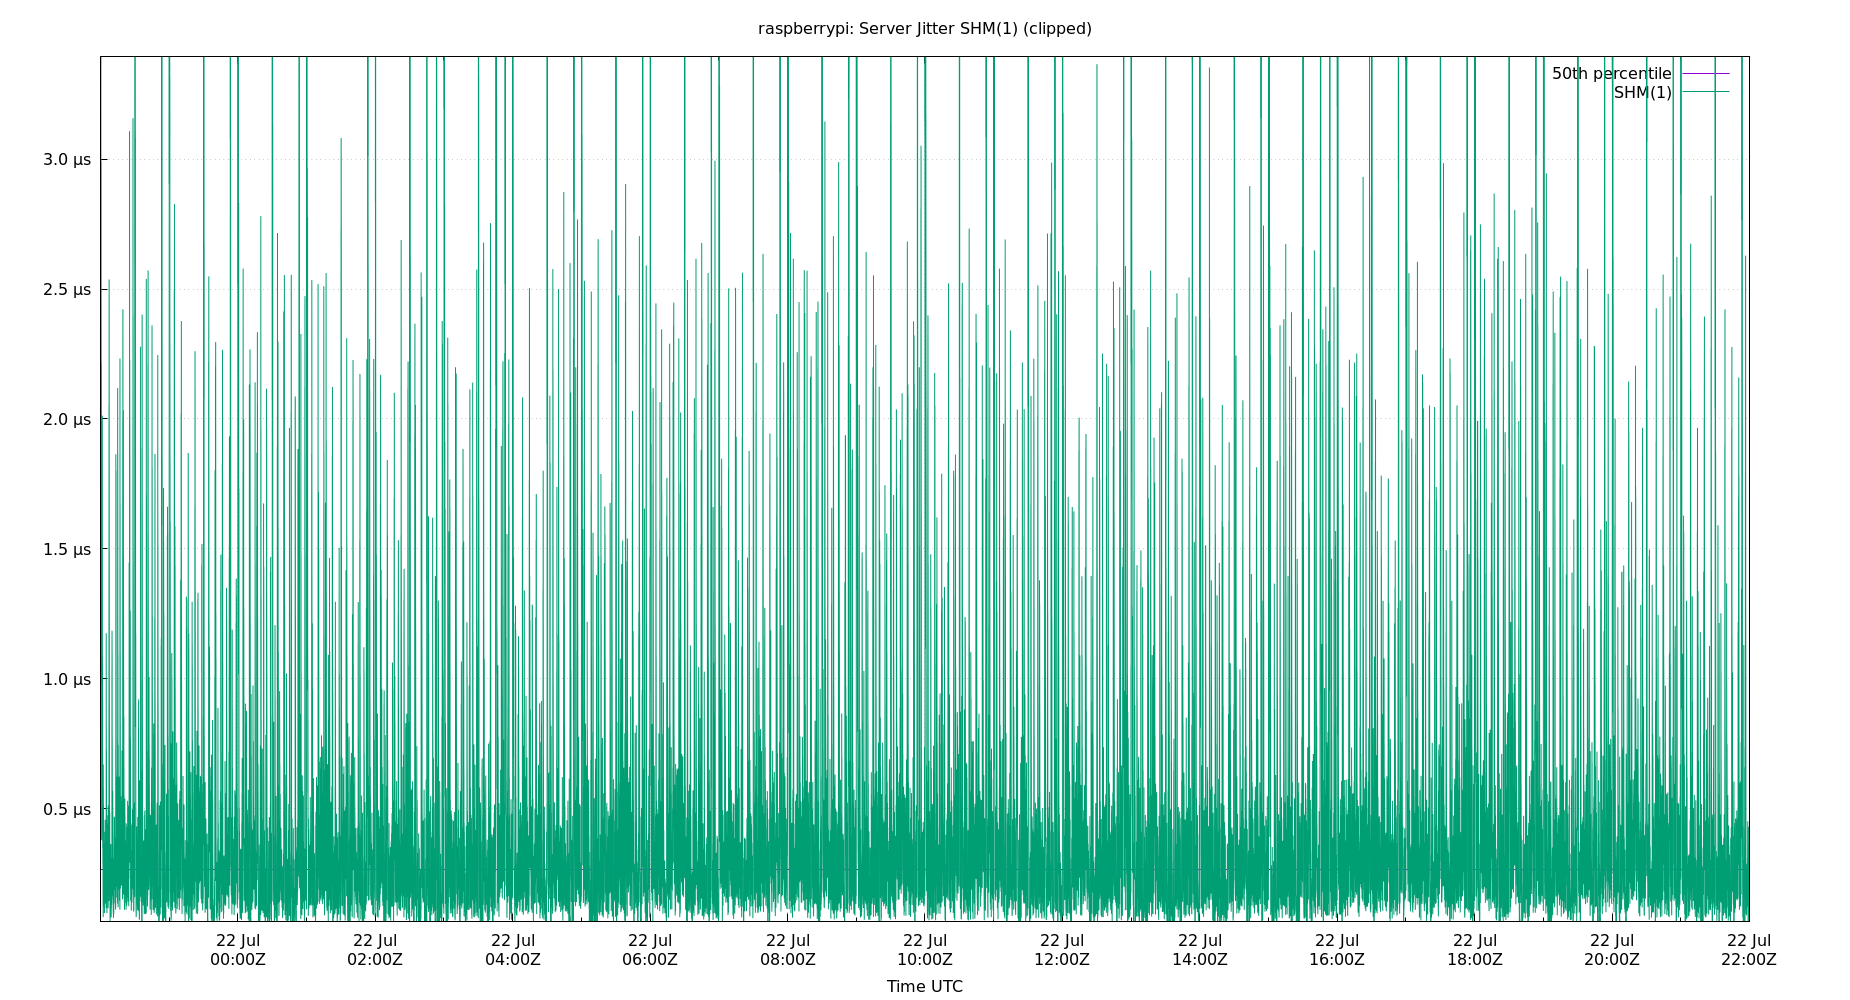 raspberrypi: Server Jitter SHM(1) (clipped)
50th percentile
SHM(1)
3.0 µs
2.5 µs
2.0 µs
1.5 µs
1.0 µs
0.5 µs
22 Jul 22 Jul 22 Jul 22 Jul 22 Jul 22 Jul 22 Jul 22 Jul 22 Jul 22 Jul 22 Jul 22 Jul
00:00Z 02:00Z 04:00Z 06:00Z 08:00Z 10:00Z 12:00Z 14:00Z 16:00Z 18:00Z 20:00Z 22:00Z
Time UTC